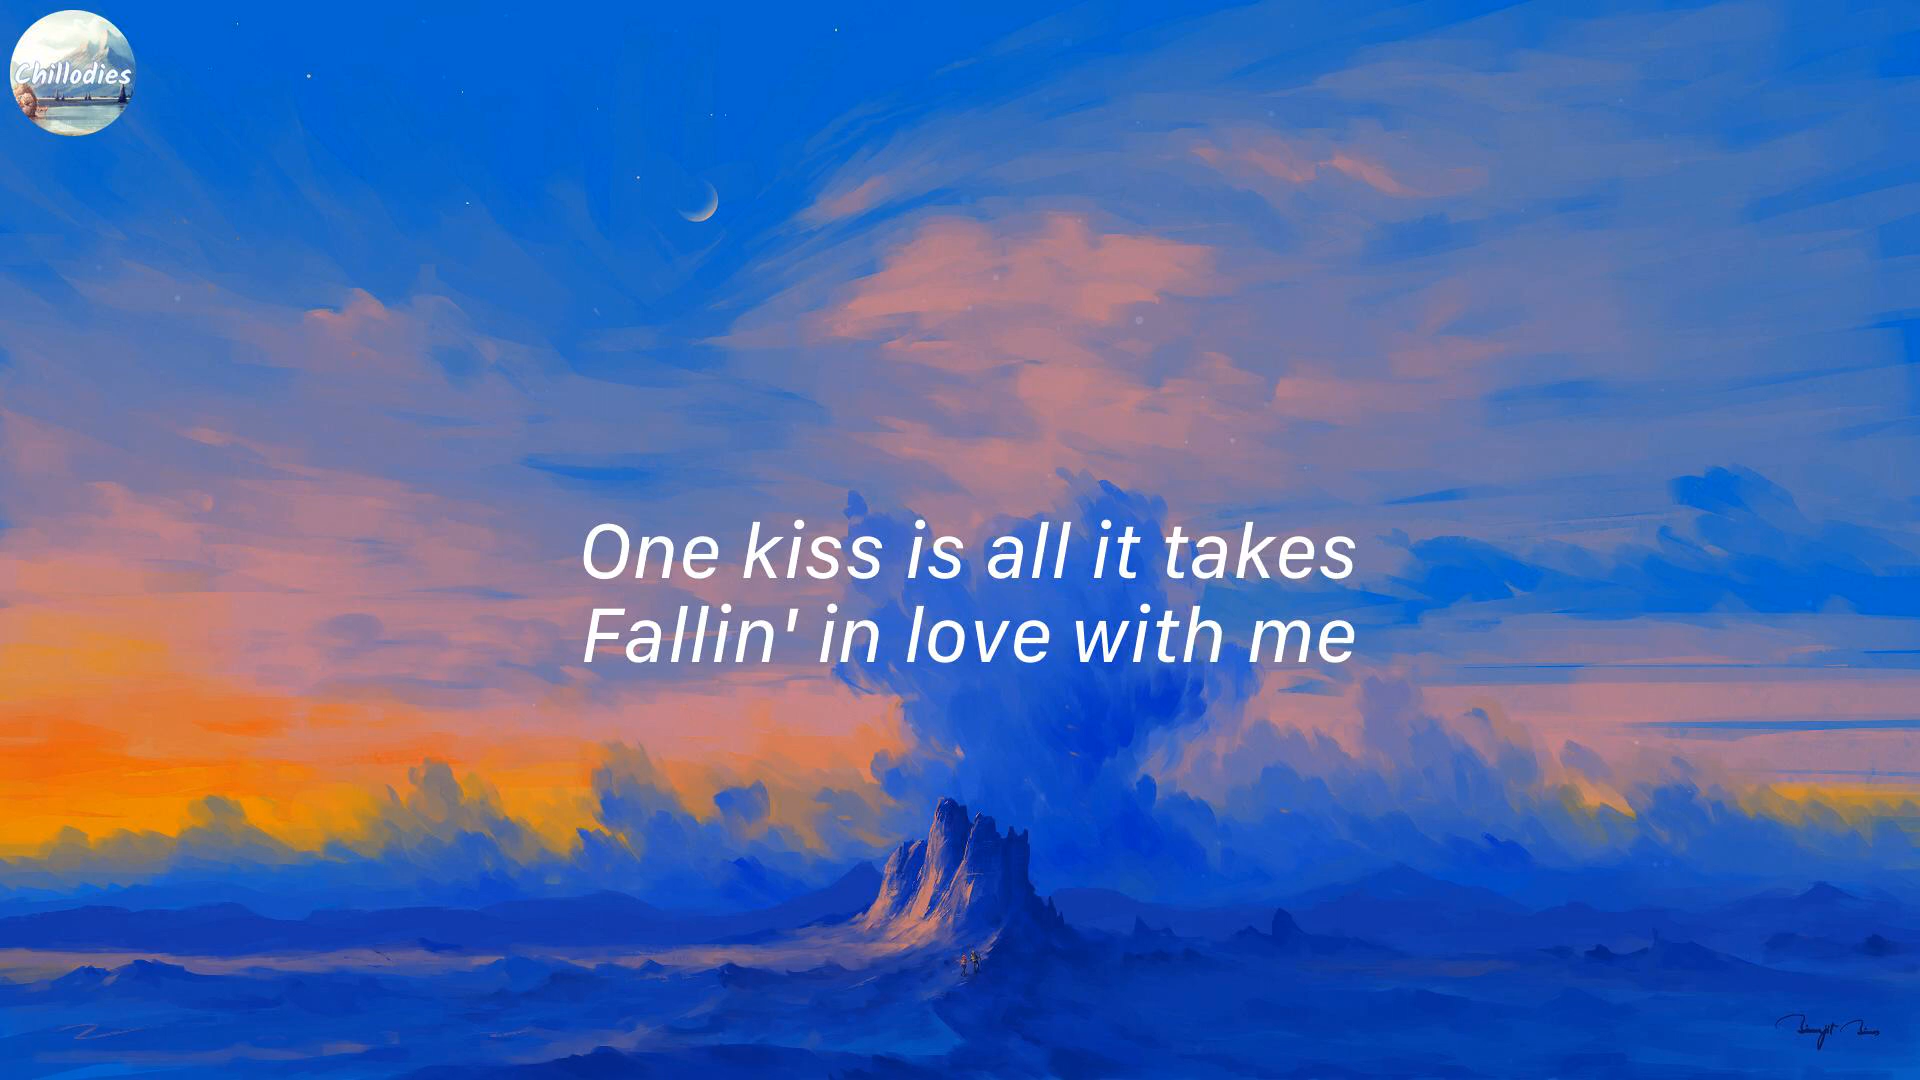 Chillodies
One kiss is all it takes
Fallin' in love with me